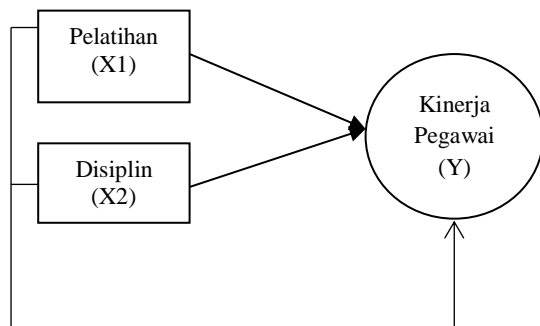 Pelatihan
(X1)
Kinerja
Pegawai
(Y)
Disiplin
(X2)